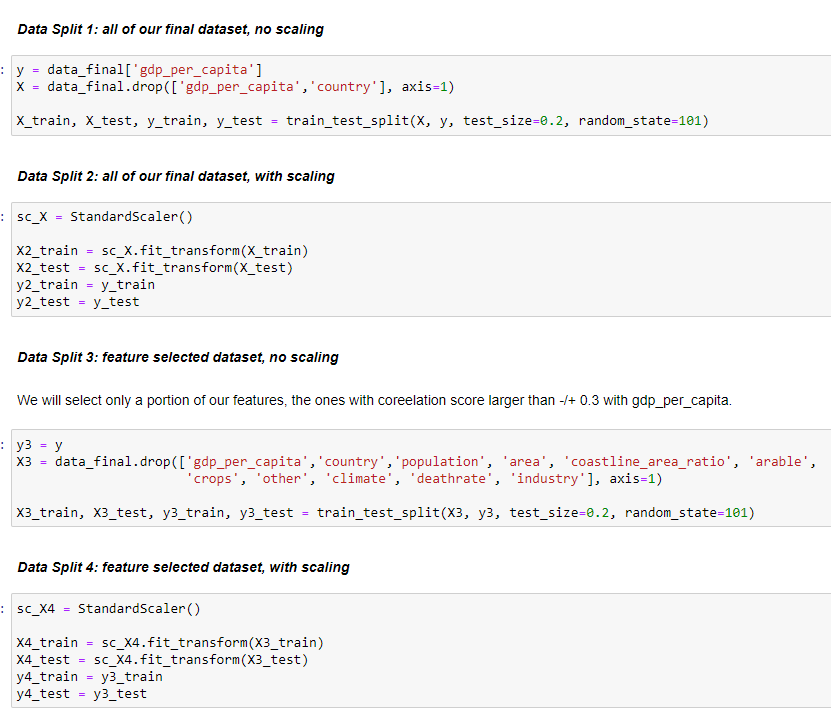 Data Split 1: all of our final dataset, no scaling
: y = data_final['gdp_per_capita']
X = data_final.drop(['gdp_per_capita','country'], axis=1)
X_train, X_test, y_train, y_test = train_test_split(X, y, test_size=0.2, random_state=101)
Data Split 2: all of our final dataset, with scaling
: sc_X = StandardScaler()
X2_train = sc_X.fit_transform(X_train)
X2_test = sc_X.fit_transform(X_test)
y2_train = y_train
y2_test = y_test
Data Split 3: feature selected dataset, no scaling
We will select only a portion of our features, the ones with coreelation score larger than -/+ 0.3 with gdp_per_capita.
: y3 = y
X3 = data_final.drop(['gdp_per_capita','country','population', 'area', 'coastline_area_ratio', 'arable',
'crops', 'other', 'climate', 'deathrate', 'industry'], axis=1)
X3_train, X3_test, y3_train, y3_test = train_test_split(X3, y3, test_size=0.2, random_state=101)
Data Split 4: feature selected dataset, with scaling
: sc_X4 = StandardScaler()
X4_train = sc_X4.fit_transform(X3_train)
X4_test = sc_X4.fit_transform(X3_test)
y4_train = y3_train
y4_test = y3_test